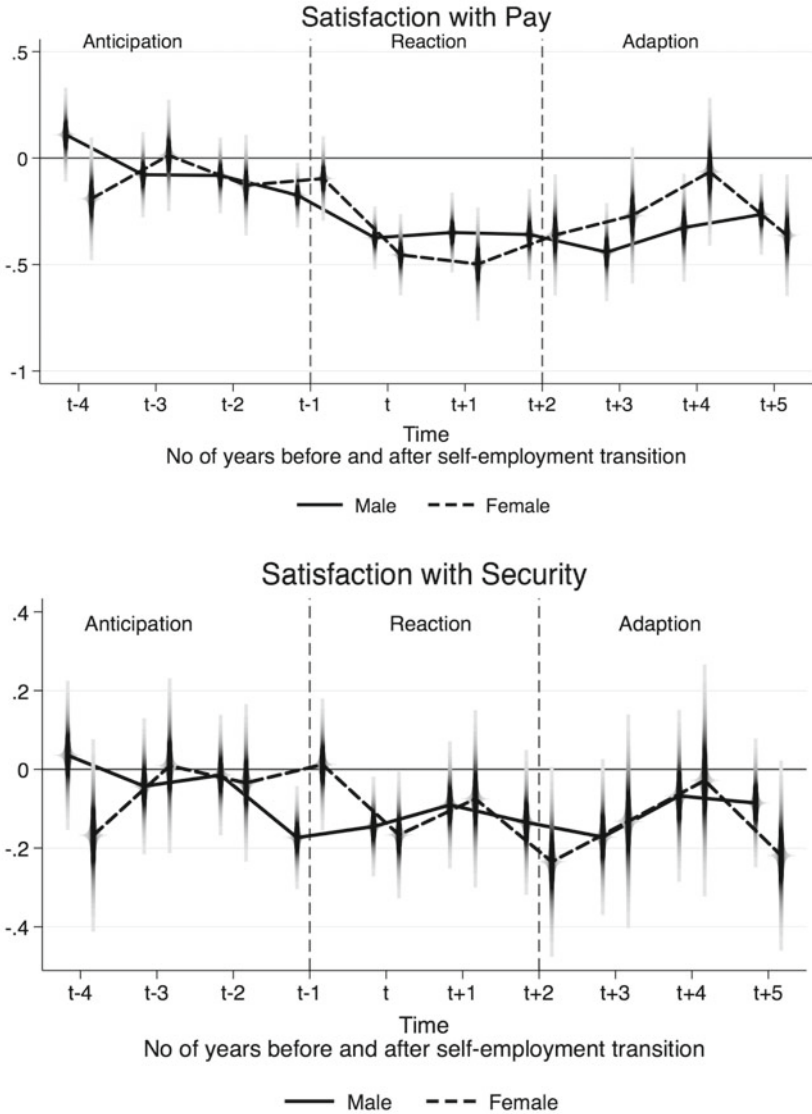 Satisfaction with Pay
Anticipation Reaction Adaption
.5
0
-.5
-1
t-4 t-3 t-2 t-1 t t+1 t+2 t+3 t+4 t+5
Time
No of years before and after self-employment transition
Male Female
Satisfaction with Security
Anticipation Reaction Adaption
.4
.2
0
-.2
-.4
t-4 t-3 t-2 t-1 t t+1 t+2 t+3 t+4 t+5
Time
No of years before and after self-employment transition
Male Female